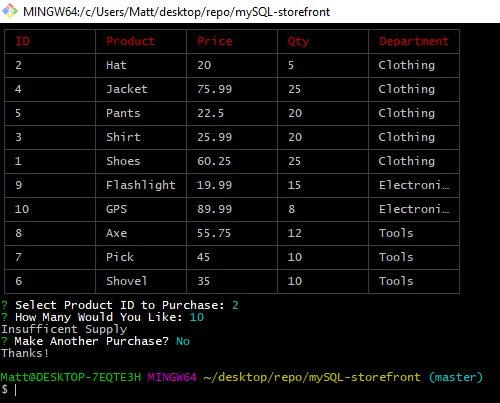 MINGW64:/c/Users/Matt/desktop/repo/mySQL-storefront
ID Product Price Qty Department
2 Hat 20 5 Clothing
4 Jacket 75.99 25 Clothing
5 Pants 22.5 20 Clothing
3 Shirt 25.99 20 Clothing
1 Shoes 60.25 25 Clothing
9 Flashlight 19.99 15 Electroni…
10 GPS 89.99 8 Electroni…
8 Axe 55.75 12 Tools
7 Pick 45 10 Tools
6 Shovel 35 10 Tools
? Select Product ID to Purchase: 2
? How Many Would You Like: 10
Insufficent Supply
? Make Another Purchase? No
Thanks!
Matt@DESKTOP-7EQTE3H MINGW64 ~/desktop/repo/mySQL-storefront (master)
$